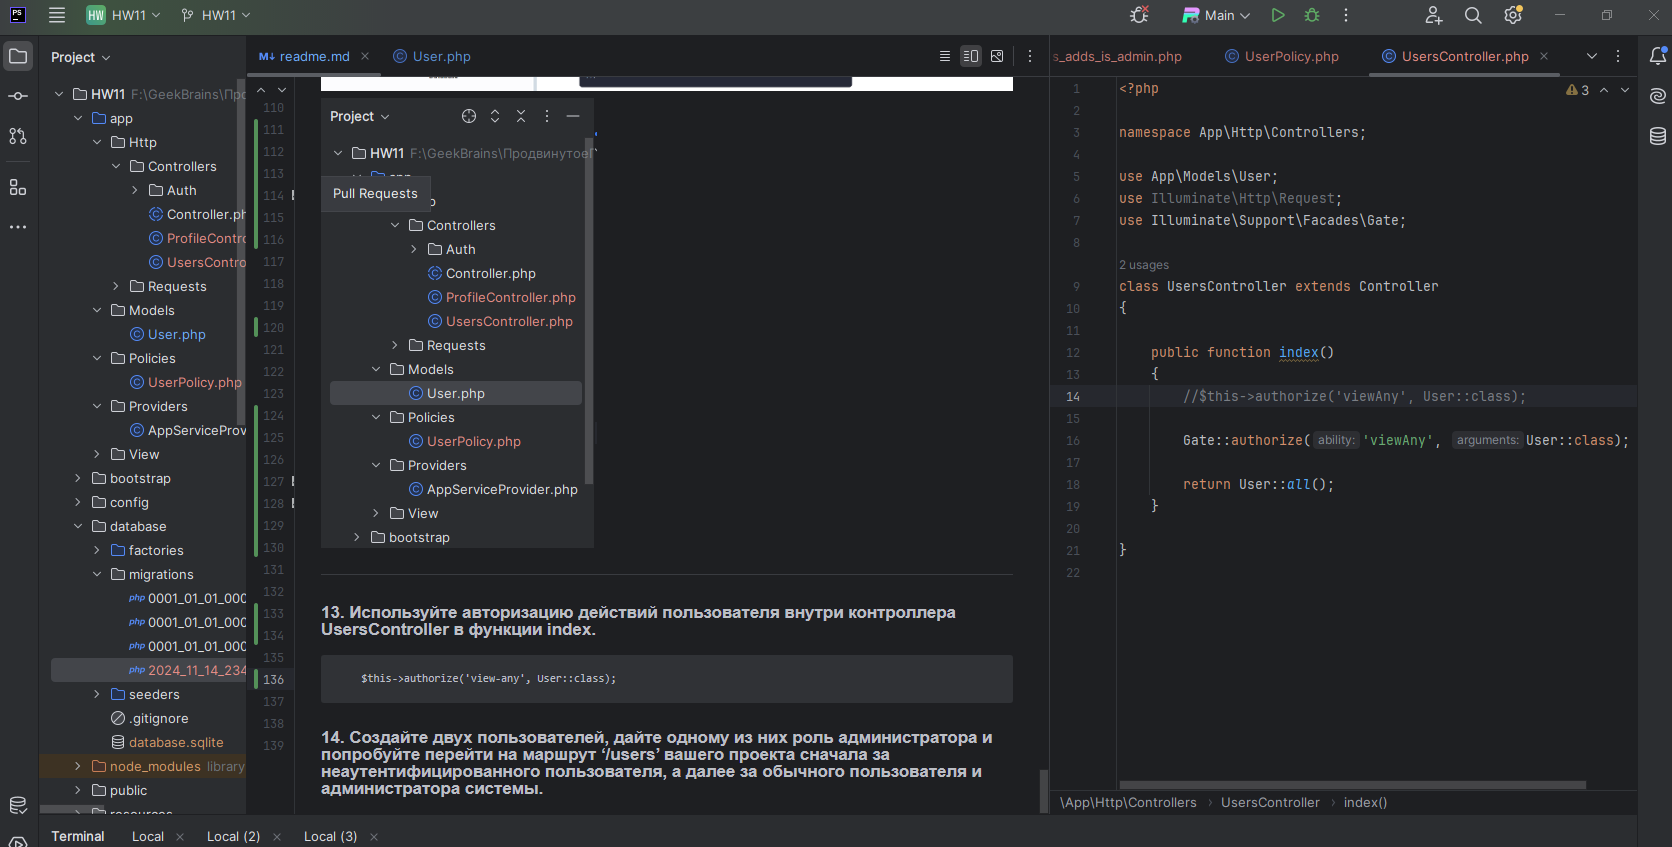 PS
HW HW11
HW11
Main
Project
HW11 F:\GeekBrains\Про
app
Http
Controllers
Auth
Controller.ph
ProfileContro
UsersContro
Requests
Models
User.php
Policies
UserPolicy.php
Providers
AppServiceProv
View
bootstrap
config
database
factories
migrations
php 0001_01_01_000
php 0001_01_01_000
php 0001_01_01_000
php 2024_11_14_234
seeders
.gitignore
database.sqlite
node_modules library
public
resources
M↓ readme.md
User.php
110
111
112
113
114
115
116
117
118
119
120
121
122
123
124
125
126
127
128
129
130
131
132
133
134
135
136
137
138
139
Project
HW11 F:\GeekBrains\Продвинутое
app
Pull Requests
Controllers
Auth
Controller.php
ProfileController.php
UsersController.php
Requests
Models
User.php
Policies
UserPolicy.php
Providers
AppServiceProvider.php
View
bootstrap
13. Используйте авторизацию действий пользователя внутри контроллера
UsersController в функции index.
$this->authorize('view-any', User::class);
14. Создайте двух пользователей, дайте одному из них роль администратора и
попробуйте перейти на маршрут ‘/users’ вашего проекта сначала за
неаутентифицированного пользователя, а далее за обычного пользователя и
администратора системы.
s_adds_is_admin.php
UserPolicy.php
UsersController.php
3
1 <?php
2
3 namespace App\Http\Controllers;
4
5 use App\Models\User;
6 use Illuminate\Http\Request;
7 use Illuminate\Support\Facades\Gate;
8
2 usages
9 class UsersController extends Controller
10 {
11
12 public function index()
13 {
14 //$this->authorize('viewAny', User::class);
15
16 Gate::authorize( ability: 'viewAny', arguments: User::class);
17
18 return User::all();
19 }
20
21 }
22
\App\Http\Controllers › UsersController › index()
Terminal Local Local (2) Local (3)